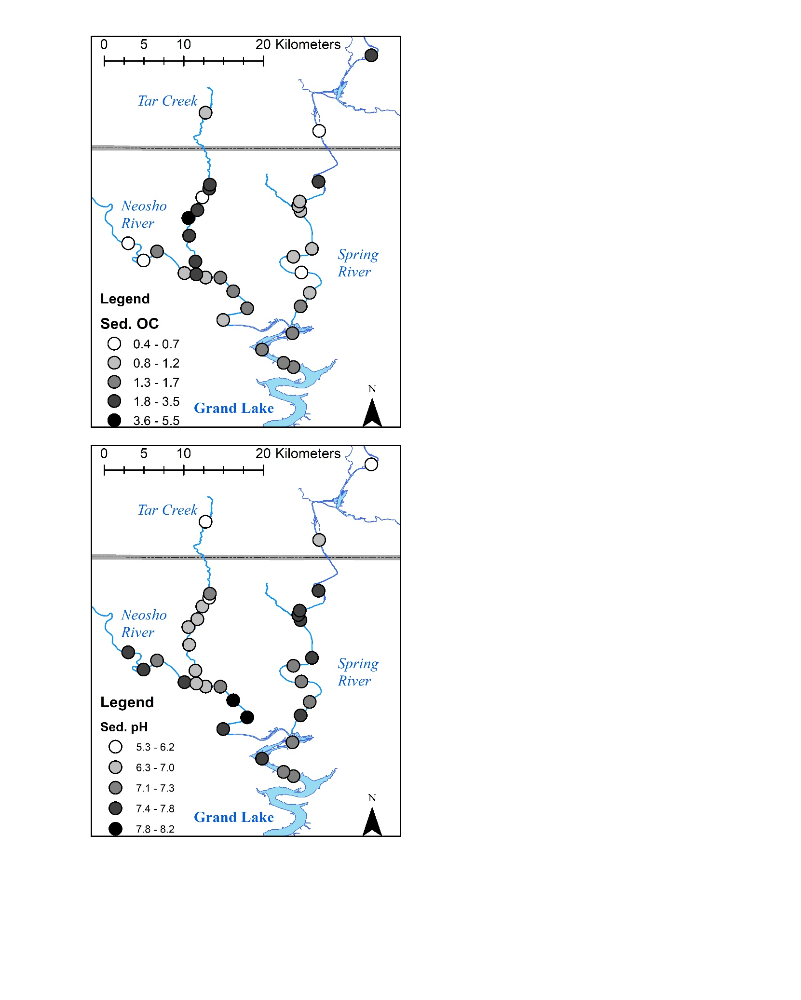 0 5 10 20 Kilometers
Tar Creek
Neosho
River
Spring
River
Legend
Sed. OC
0.4 - 0.7
0.8 - 1.2
1.3 - 1.7
1.8 - 3.5
3.6 - 5.5
N
Grand Lake
0 5 10 20 Kilometers
Tar Creek
Neosho
River
Spring
River
Legend
Sed. pH
5.3 - 6.2
6.3 - 7.0
7.1 - 7.3
7.4 - 7.8
7.8 - 8.2
N
Grand Lake